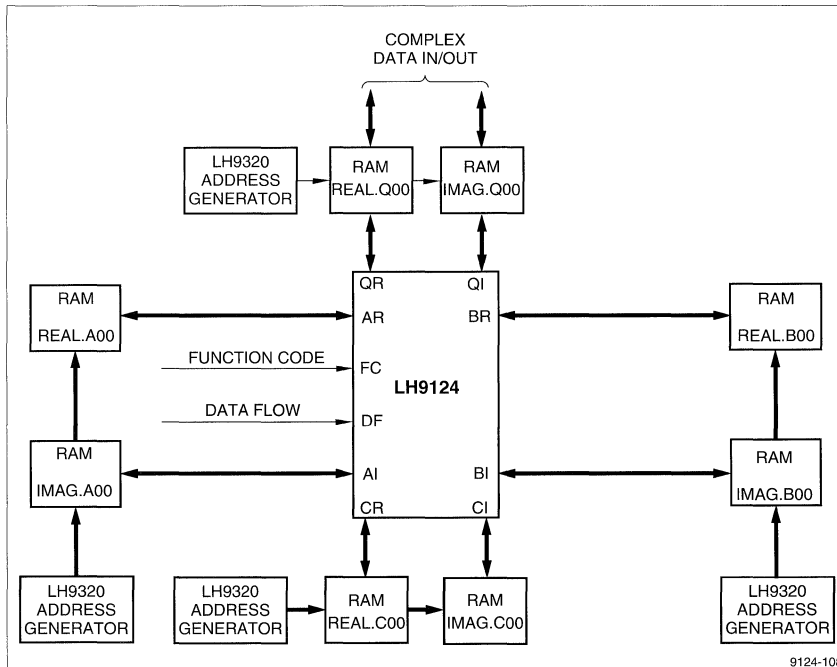 COMPLEX
DATA IN/OUT
LH9320
ADDRESS
GENERATOR
RAM
REAL.Q00
RAM
IMAG.Q00
QR
QI
RAM
REAL.A00
AR
BR
RAM
REAL.B00
FUNCTION CODE
FC
LH9124
DATA FLOW
DF
RAM
IMAG.A00
AI
BI
RAM
IMAG.B00
CR
CI
LH9320
ADDRESS
GENERATOR
LH9320
ADDRESS
GENERATOR
RAM
REAL.C00
RAM
IMAG.C00
LH9320
ADDRESS
GENERATOR